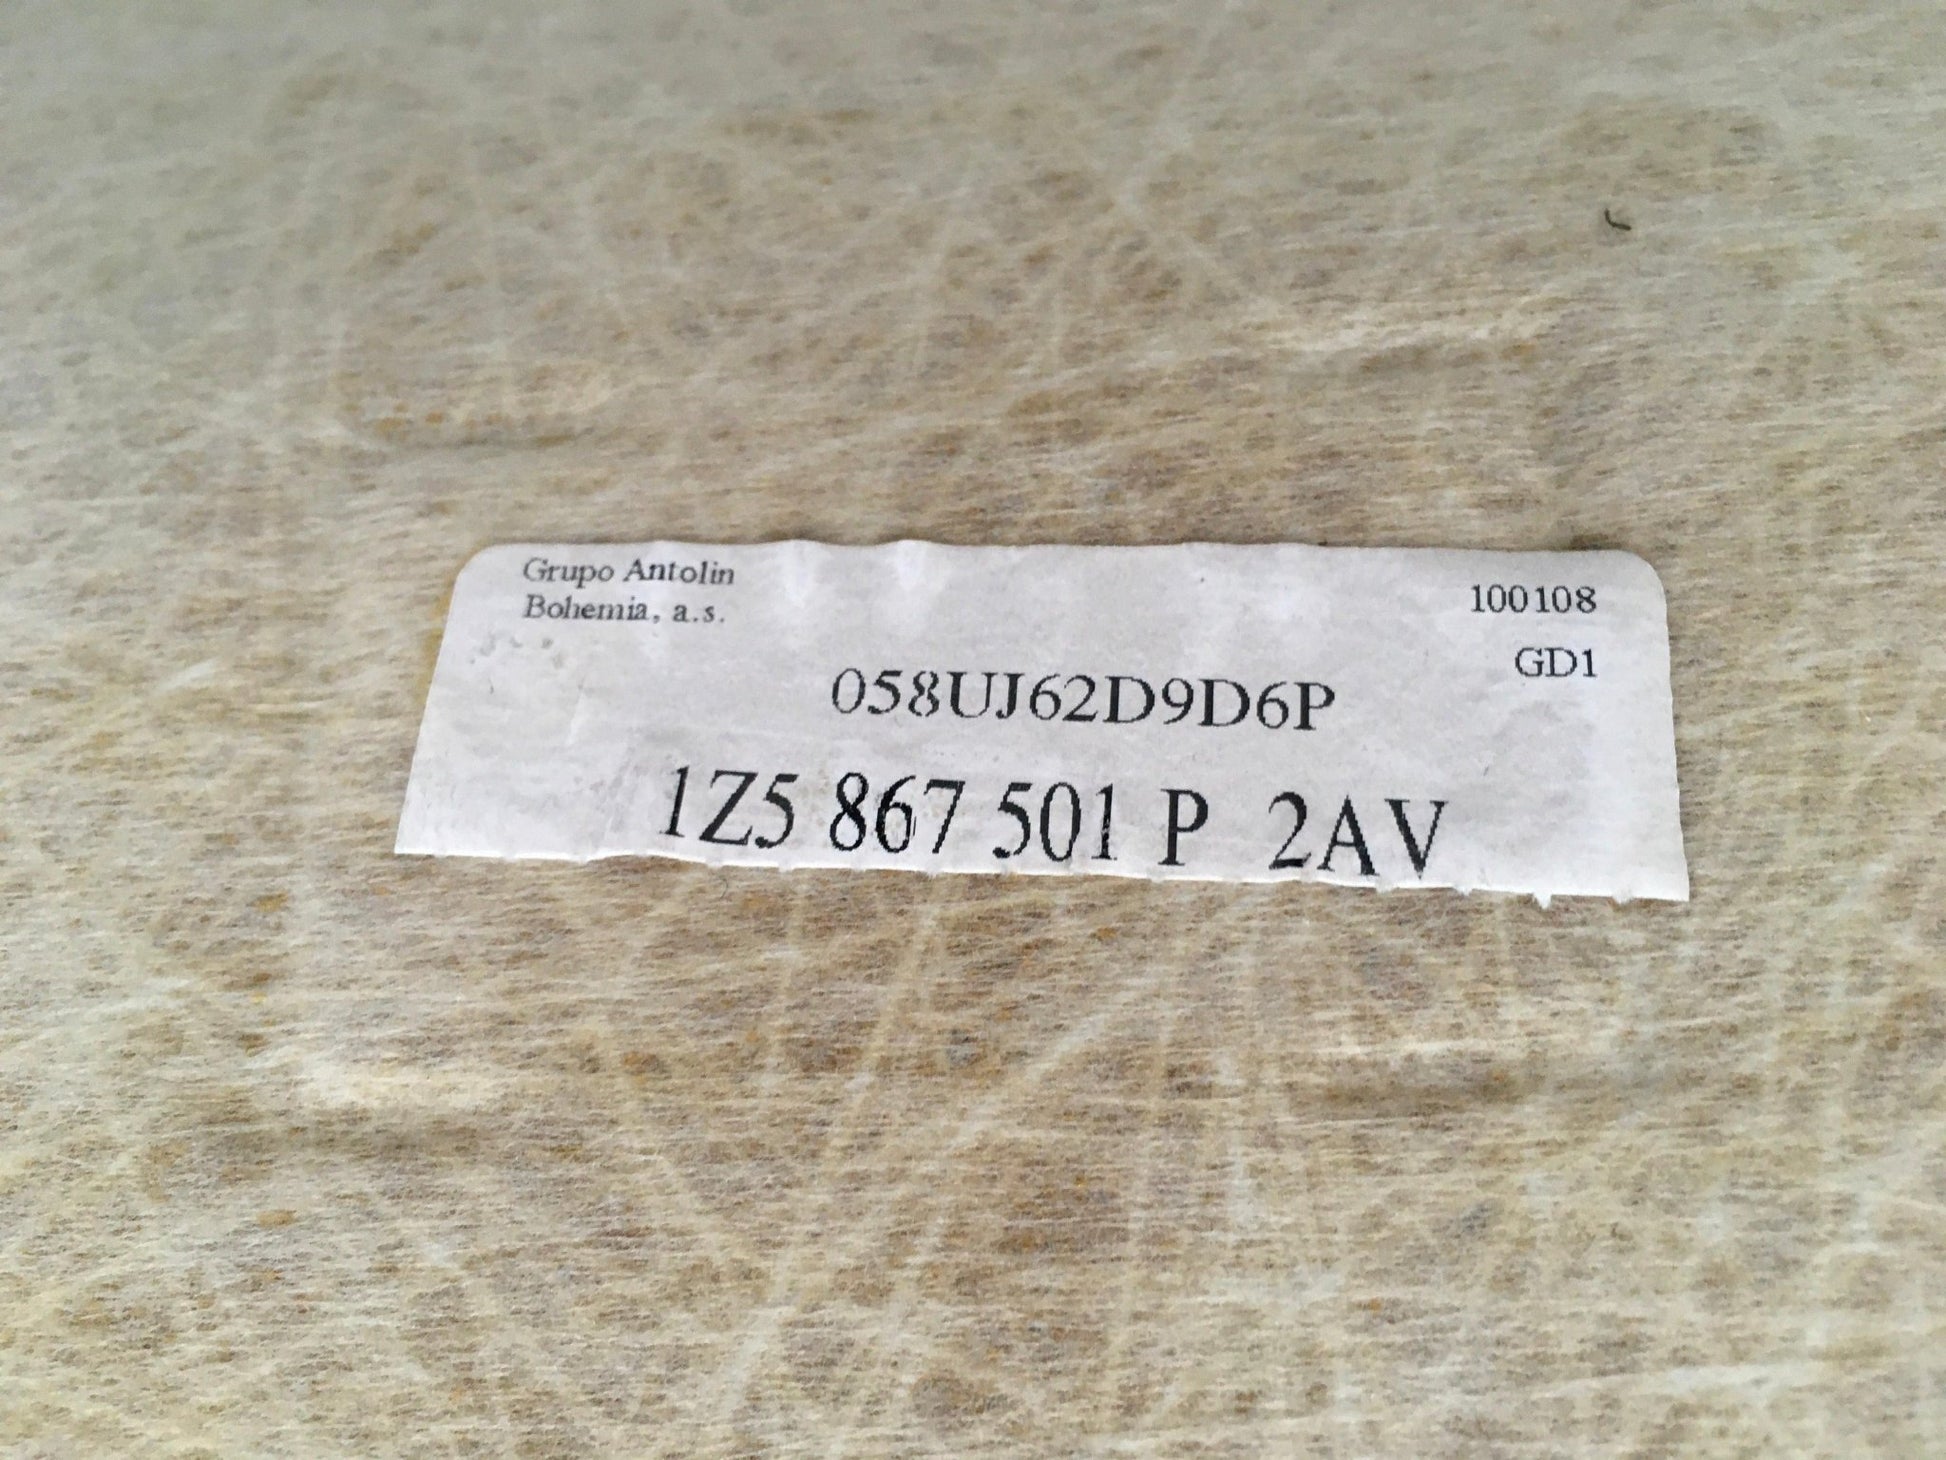 Grupo Antolin
Bohemia, a.s.
100108
GD1
058UJ62D9D6P
1Z5 867 501 P 2AV